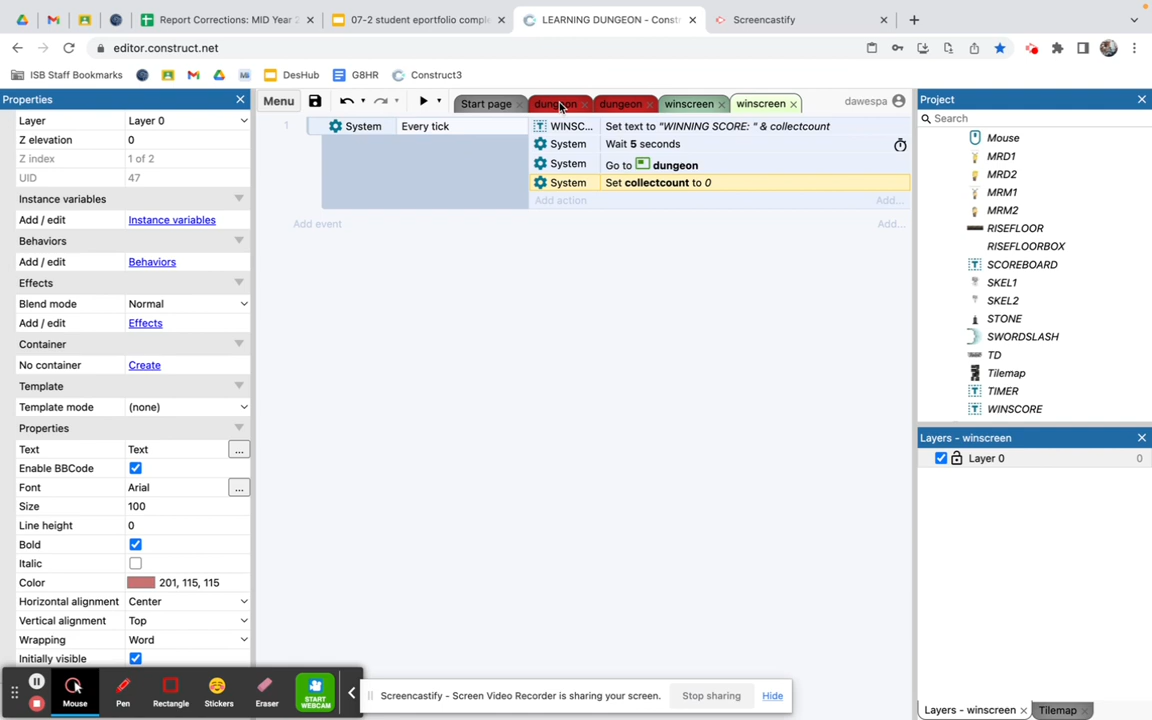 Report Corrections: MID Year 2
07-2 student eportfolio comple
LEARNING DUNGEON - Constr
Screencastify
editor.construct.net
ISB Staff Bookmarks
DesHub
G8HR
Construct3
Properties
Menu
Start page
dungeon
dungeon
winscreen
winscreen
dawespa
Project
Layer
Layer 0
Z elevation
0
Z index
1 of 2
UID
47
Instance variables
Add / edit
Instance variables
Behaviors
Add / edit
Behaviors
Effects
Blend mode
Normal
Add / edit
Effects
Container
No container
Create
Template
Template mode
(none)
Properties
Text
Text
...
Enable BBCode
Font
Arial
...
Size
100
Line height
0
Bold
Italic
Color
201, 115, 115
Horizontal alignment
Center
Vertical alignment
Top
Wrapping
Word
Initially visible
1
System
Every tick
WINSC...
Set text to "WINNING SCORE: " & collectcount
System
Wait 5 seconds
System
Go to dungeon
System
Set collectcount to 0
Add action
Add...
Add event
Add...
Search
Mouse
MRD1
MRD2
MRM1
MRM2
RISEFLOOR
RISEFLOORBOX
SCOREBOARD
SKEL1
SKEL2
STONE
SWORDSLASH
TD
Tilemap
TIMER
WINSCORE
Layers - winscreen
Layer 0
0
Layers - winscreen
Tilemap
Mouse
Pen
Rectangle
Stickers
Eraser
START
WEBCAM
Screencastify - Screen Video Recorder is sharing your screen.
Stop sharing
Hide